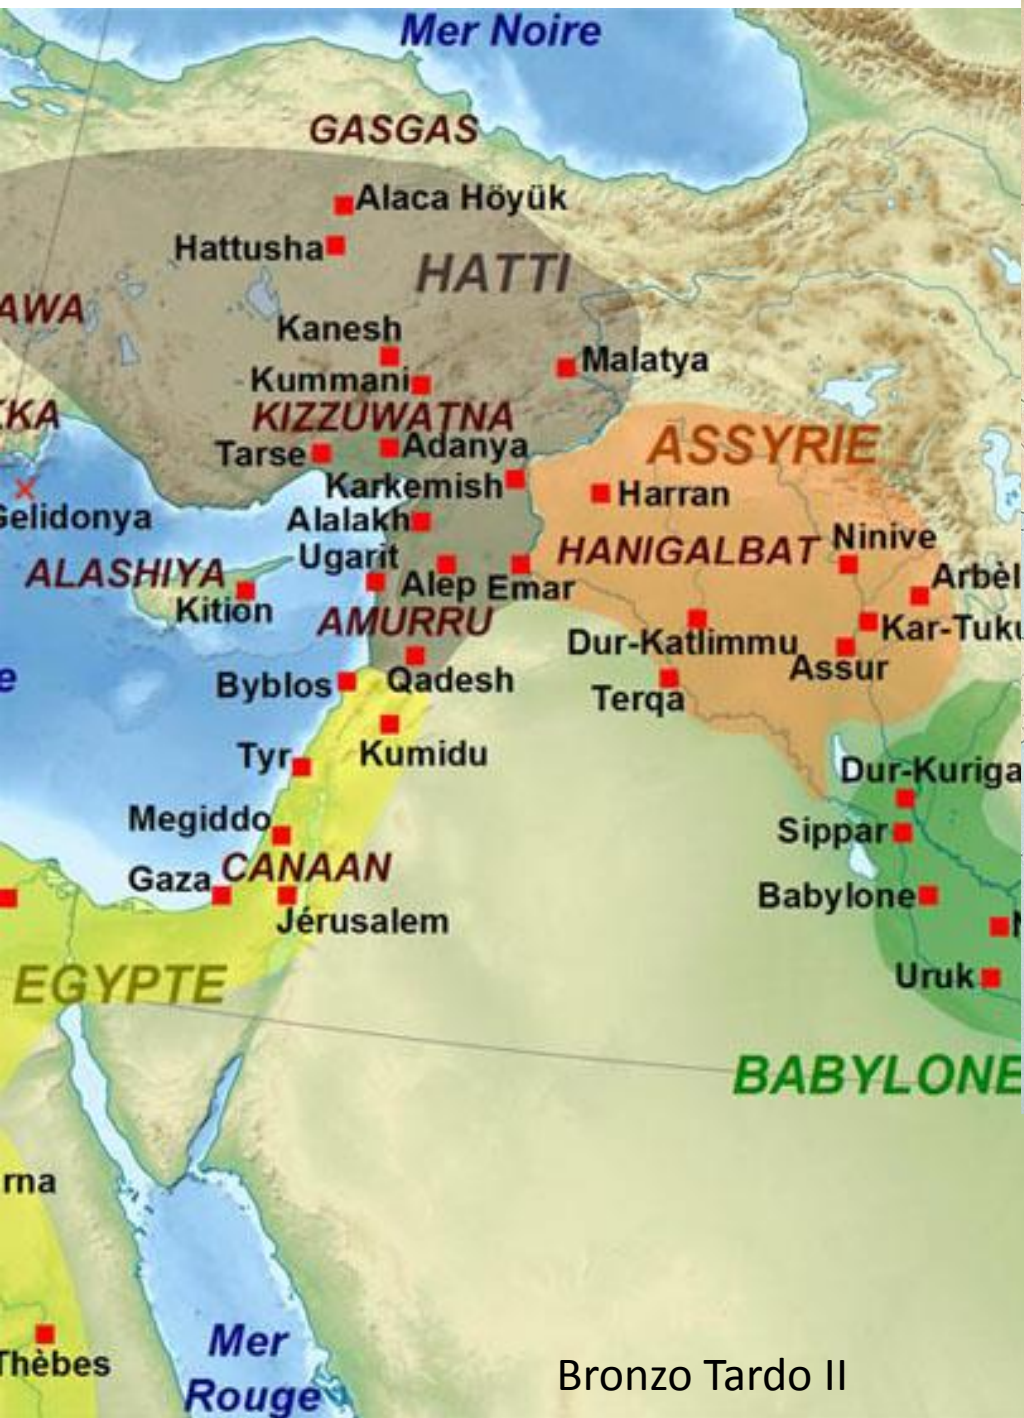 Mer Noire
GASGAS
Alaca Höyük
Hattusha
HATTI
AWA
Kanesh
Malatya
Kummani
KKA
KIZZUWATNA
Tarse
Adanya
ASSYRIE
Karkemish
Harran
Gelidonya
Alalakh
Ninive
Ugarit
HANIGALBAT
ALASHIYA
Alep
Emar
Arbèl
Kition
AMURRU
Dur-Katlimmu
Kar-Tuku
Assur
e
Byblos
Qadesh
Terqa
Tyr
Kumidu
Dur-Kuriga
Megiddo
Sippar
CANAAN
Gaza
Babylone
Jérusalem
N
Uruk
EGYPTE
BABYLONE
rna
Mer
Rouge
Thèbes
Bronzo Tardo II